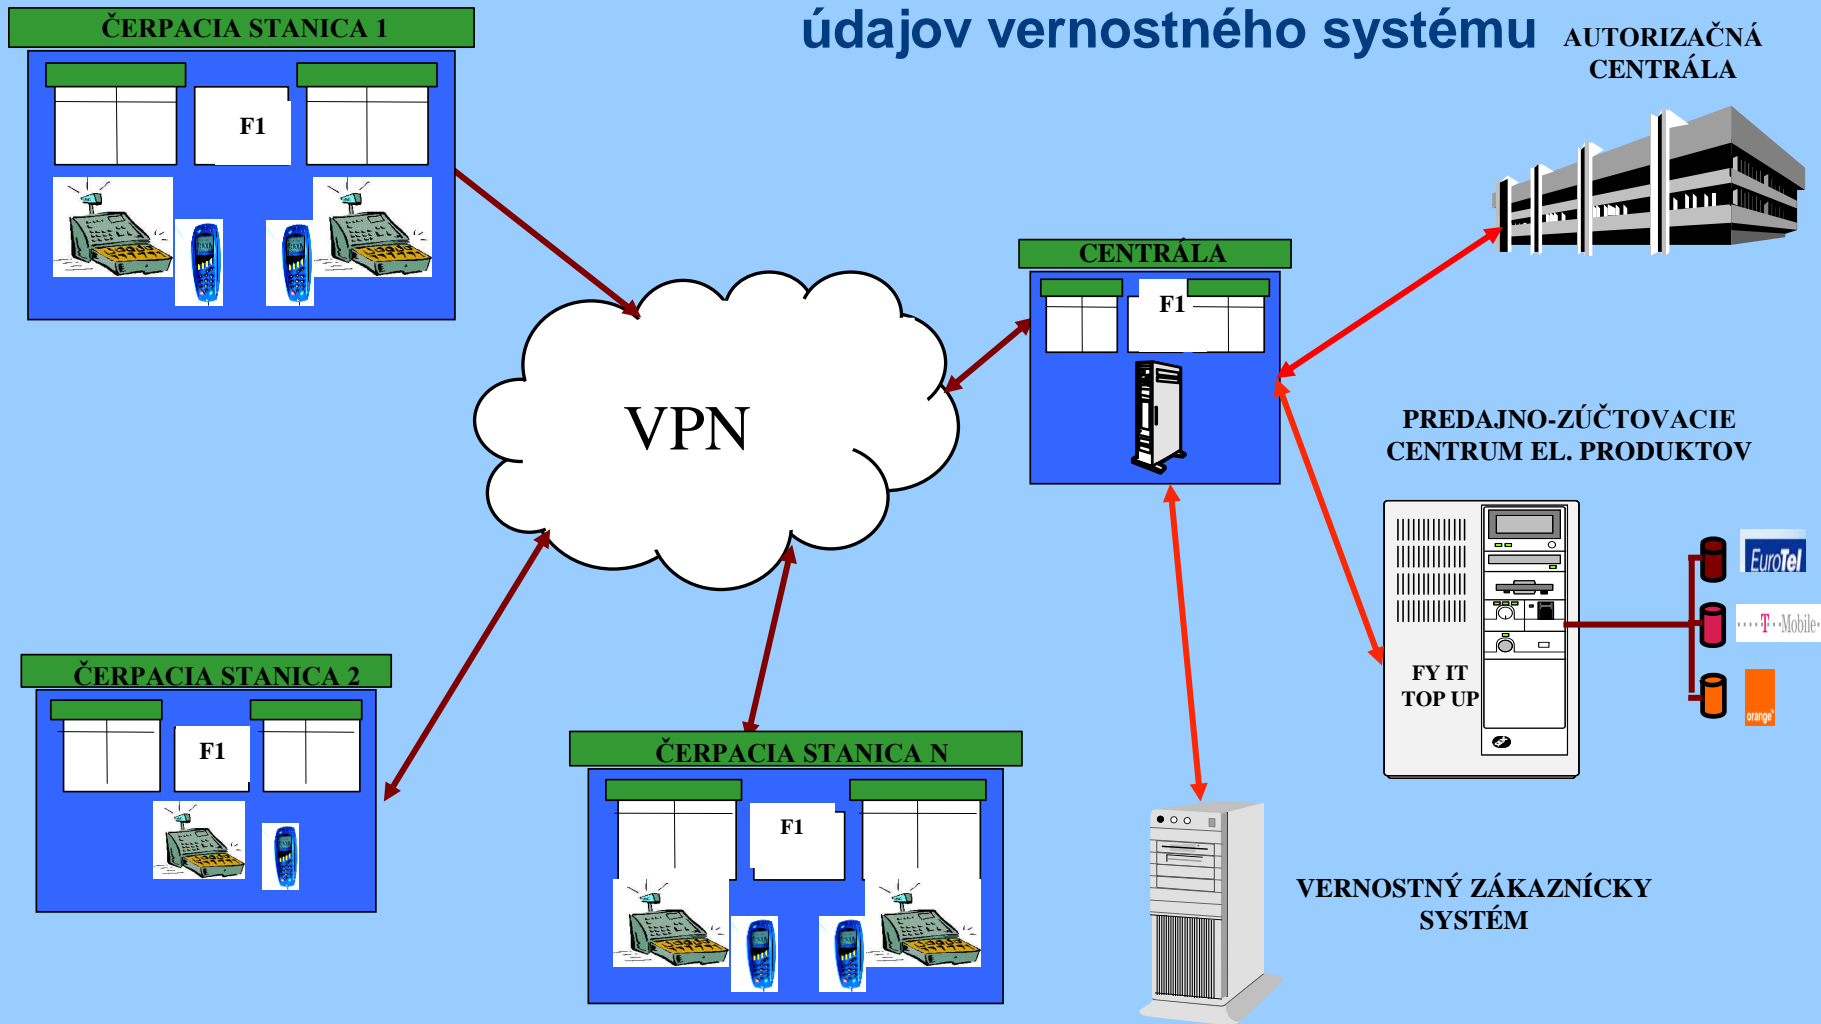 údajov vernostného systému
ČERPACIA STANICA 1
F1
AUTORIZAČNÁ
CENTRÁLA
CENTRÁLA
F1
VPN
PREDAJNO-ZÚČTOVACIE
CENTRUM EL. PRODUKTOV
EuroTel
T Mobile
orange
FY IT
TOP UP
ČERPACIA STANICA 2
F1
ČERPACIA STANICA N
F1
VERNOSTNÝ ZÁKAZNÍCKY
SYSTÉM